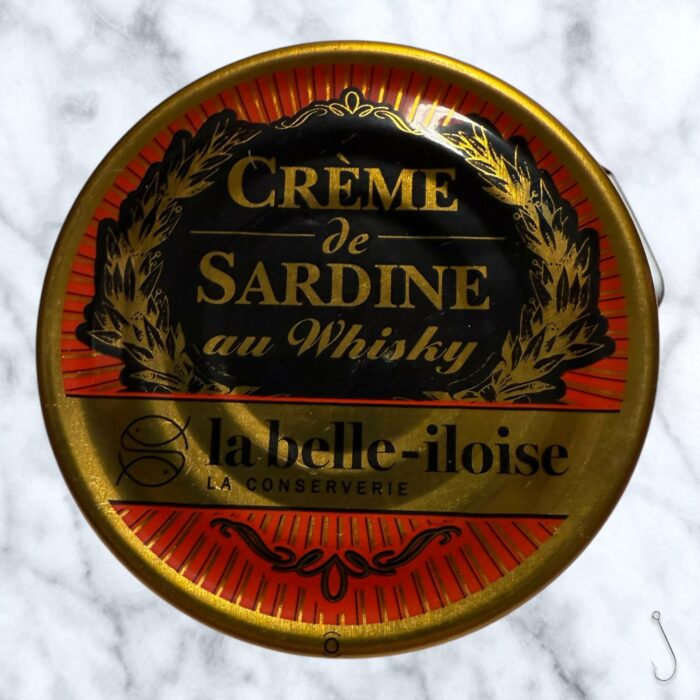 CRÈME
de
SARDINE
au Whisky
la belle-iloise
LA CONSERVERIE
Ô